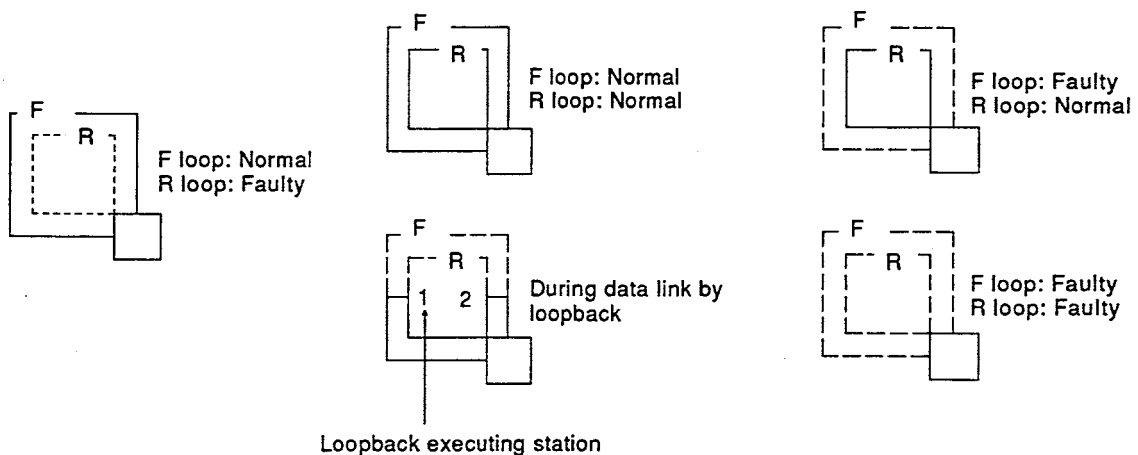 F
R
F loop: Normal
R loop: Faulty
F
R
F loop: Normal
R loop: Normal
F
R
F loop: Faulty
R loop: Normal
F
R
1 2
During data link by
loopback
Loopback executing station
F
R
F loop: Faulty
R loop: Faulty